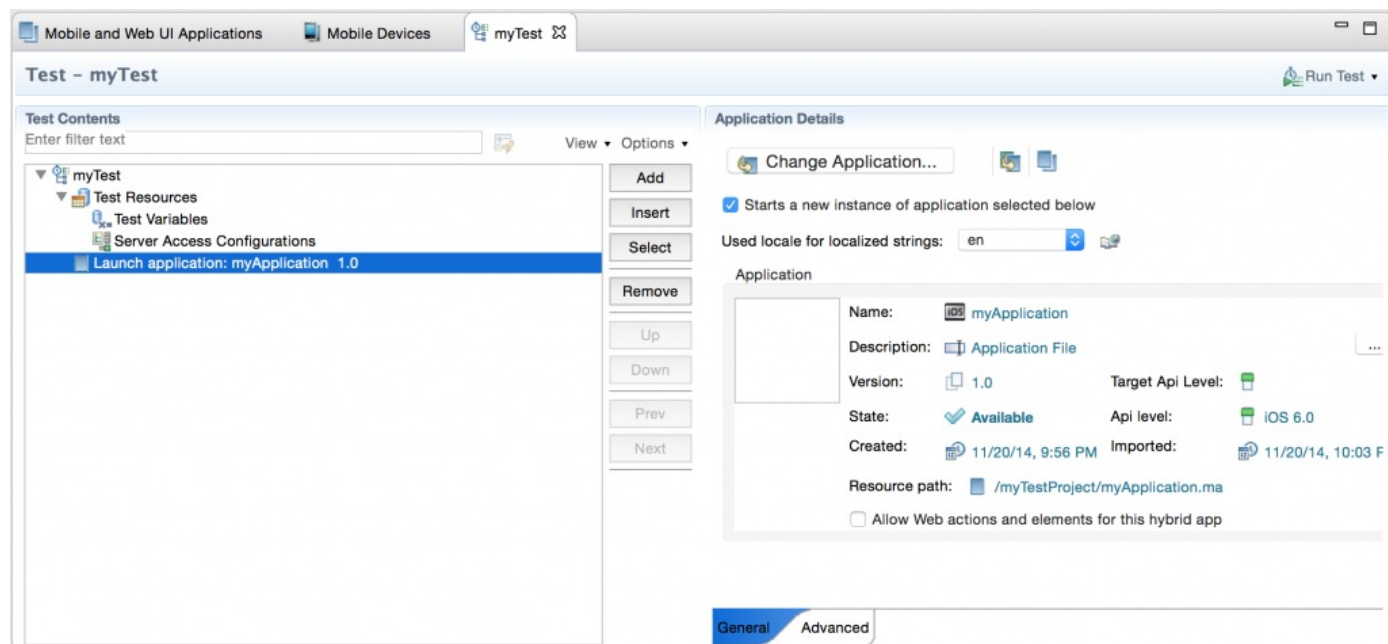 Mobile and Web UI Applications Mobile Devices myTest
Test - myTest Run Test
Test Contents
Enter filter text
View Options
myTest
Test Resources
Test Variables
Server Access Configurations
Launch application: myApplication 1.0
Add
Insert
Select
Remove
Up
Down
Prev
Next
Application Details
Change Application...
Starts a new instance of application selected below
Used locale for localized strings: en
Application
Name: iOS myApplication
Description: Application File ...
Version: 1.0 Target Api Level:
State: Available Api level: iOS 6.0
Created: 11/20/14, 9:56 PM Imported: 11/20/14, 10:03 P
Resource path: /myTestProject/myApplication.ma
Allow Web actions and elements for this hybrid app
General Advanced